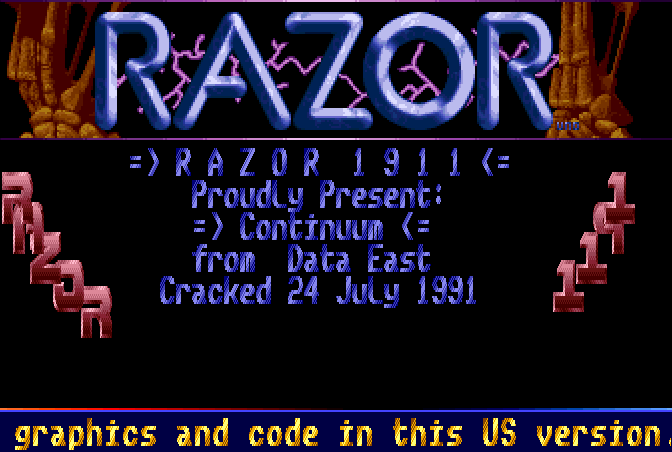 RAZOR
=> R A Z O R 1 9 1 1 <=
Proudly Present:
=> Continuum <=
from Data East
Cracked 24 July 1991
RAZOR
1911
graphics and code in this US version.